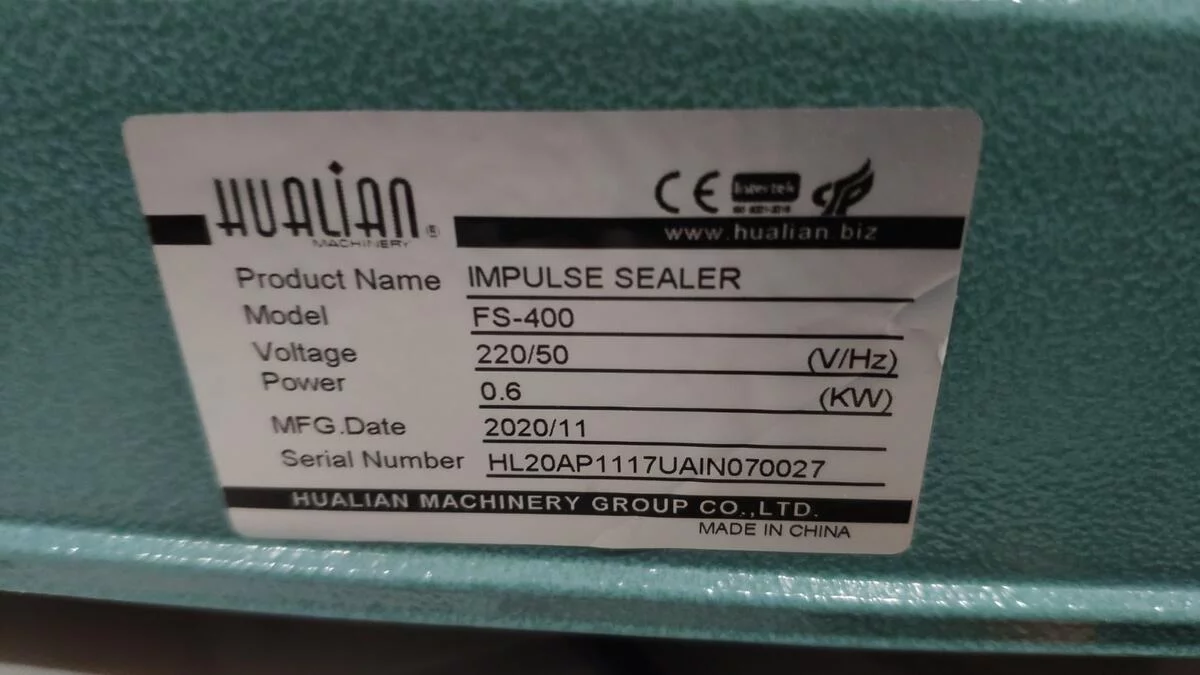 HUALIAN
MACHINERY
CE Intertek
www.hualian.biz
Product Name IMPULSE SEALER
Model FS-400
Voltage 220/50 (V/Hz)
Power 0.6 (KW)
MFG.Date 2020/11
Serial Number HL20AP1117UAIN070027
HUALIAN MACHINERY GROUP CO.,LTD.
MADE IN CHINA